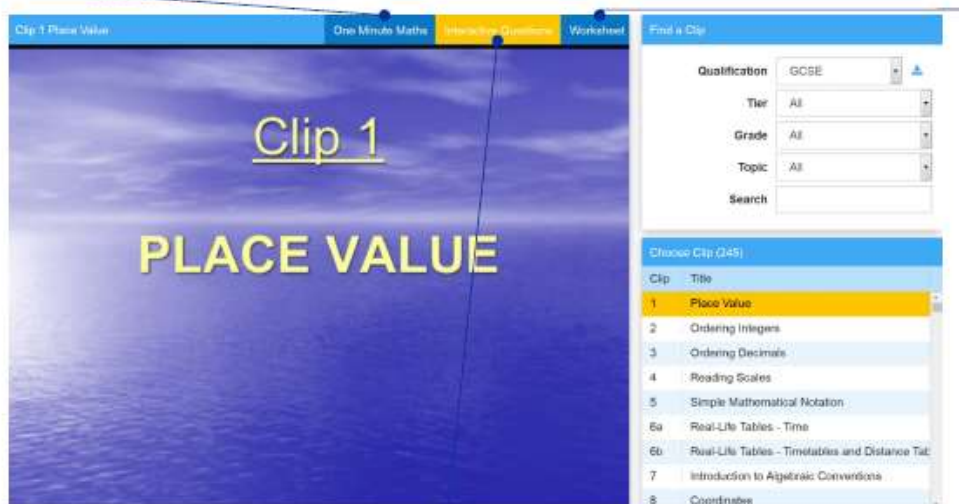 Clip 1 Place Value
One Minute Maths
Interactive Questions
Worksheet
Clip 1
PLACE VALUE
Find a Clip
Qualification GCSE
Tier All
Grade All
Topic All
Search
Choose Clip (245)
Clip Title
1 Place Value
2 Ordering Integers
3 Ordering Decimals
4 Reading Scales
5 Simple Mathematical Notation
6a Real-Life Tables - Time
6b Real-Life Tables - Timetables and Distance Tab
7 Introduction to Algebraic Conventions
8 Coordinates